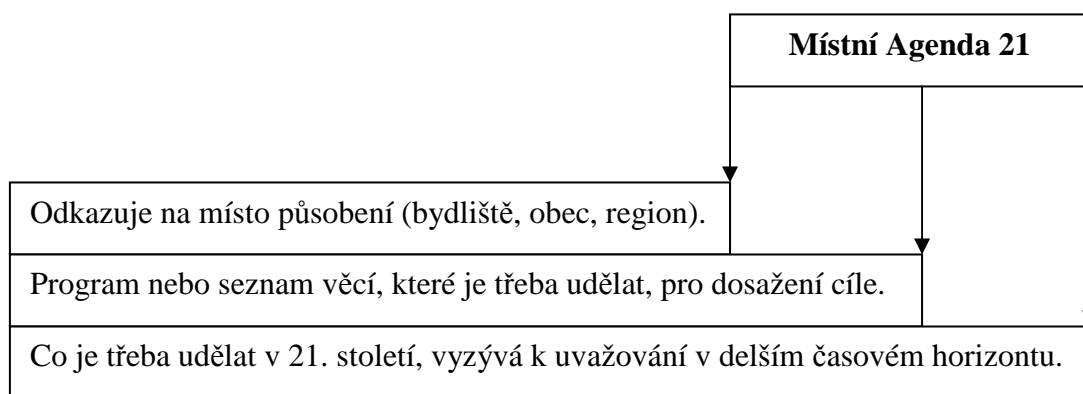 Místní Agenda 21
Odkazuje na místo působení (bydliště, obec, region).
Program nebo seznam věcí, které je třeba udělat, pro dosažení cíle.
Co je třeba udělat v 21. století, vyzývá k uvažování v delším časovém horizontu.